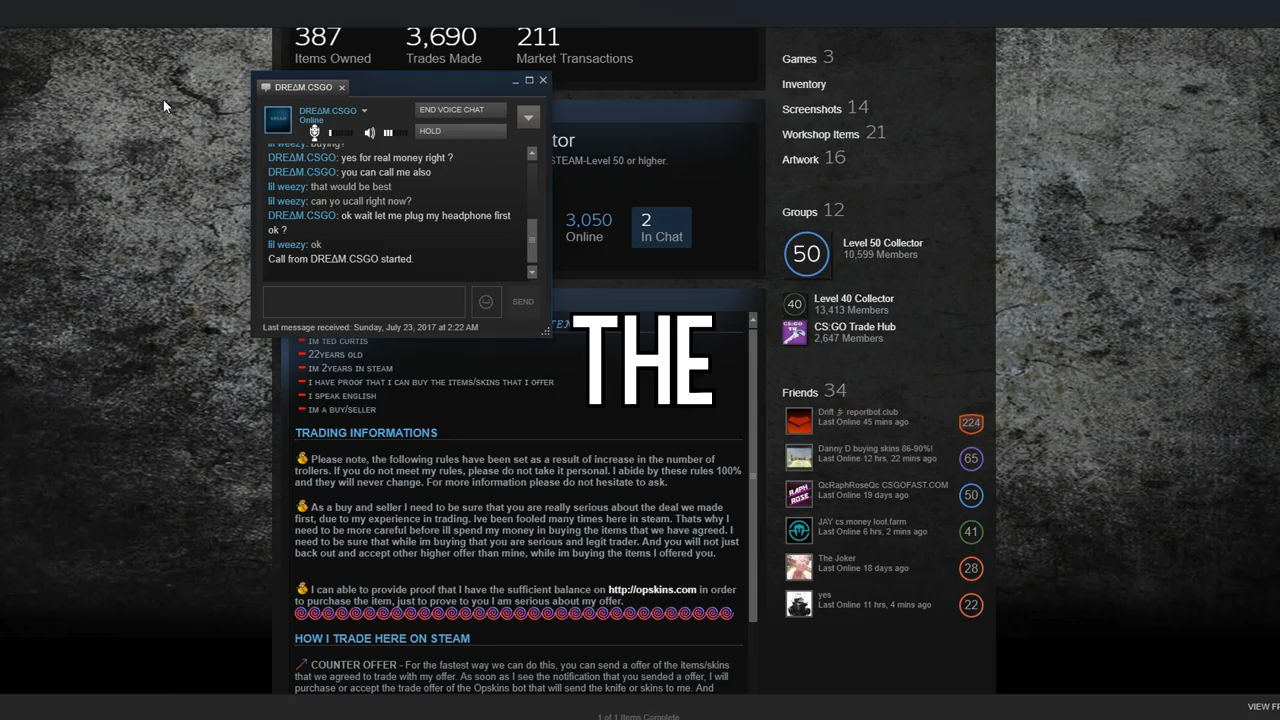 387
3,690
211
Items Owned
Trades Made
Market Transactions
DREΔM.CSGO
DREΔM.CSGO
Online
END VOICE CHAT
HOLD
DREΔM.CSGO: yes for real money right ?
DREΔM.CSGO: you can call me also
lil weezy: that would be best
lil weezy: can yo ucall right now?
DREΔM.CSGO: ok wait let me plug my headphone first
ok ?
lil weezy: ok
Call from DREΔM.CSGO started.
SEND
Last message received: Sunday, July 23, 2017 at 2:22 AM
tor
STEAM-Level 50 or higher.
3,050
Online
2
In Chat
THE
IM TED CURTIS
22YEARS OLD
IM 2YEARS IN STEAM
I HAVE PROOF THAT I CAN BUY THE ITEMS/SKINS THAT I OFFER
I SPEAK ENGLISH
IM A BUY/SELLER
TRADING INFORMATIONS
Please note, the following rules have been set as a result of increase in the number of
trollers. If you do not meet my rules, please do not take it personal. I abide by these rules 100%
and they will never change. For more information please do not hesitate to ask.
As a buy and seller I need to be sure that you are really serious about the deal we made
first, due to my experience in trading. Ives been fooled many times here in steam. Thats why I
need to be more careful before ill spend my money in buying the items that we have agreed. I
need to be sure that while im buying that you are serious and legit trader. And you will not just
back out and accept other higher offer than mine, while im buying the items I offered you.
I can able to provide proof that I have the sufficient balance on http://opskins.com in order
to purchase the item, just to prove to you I am serious about my offer.
HOW I TRADE HERE ON STEAM
COUNTER OFFER - For the fastest way we can do this, you can send a offer of the items/skins
that we agreed to trade with my offer. As soon as I see the notification that you sended a offer, I will
purchase or accept the trade offer of the Opskins bot that will send the knife or skins to me. And
Games 3
Inventory
Screenshots 14
Workshop Items 21
Artwork 16
Groups 12
50
Level 50 Collector
10,599 Members
40
Level 40 Collector
13,413 Members
CS:GO Trade Hub
2,647 Members
Friends 34
Drift 彡 reportbot.club
Last Online 45 mins ago
224
Danny D buying skins 86-90%!
Last Online 12 hrs, 22 mins ago
65
QcRaphRoseQc CSGOFAST.COM
Last Online 19 days ago
50
JAY cs.money loot.farm
Last Online 6 hrs, 2 mins ago
41
The Joker
Last Online 18 days ago
28
yes
Last Online 11 hrs, 4 mins ago
22
VIEW FR
1 of 1 Items Complete